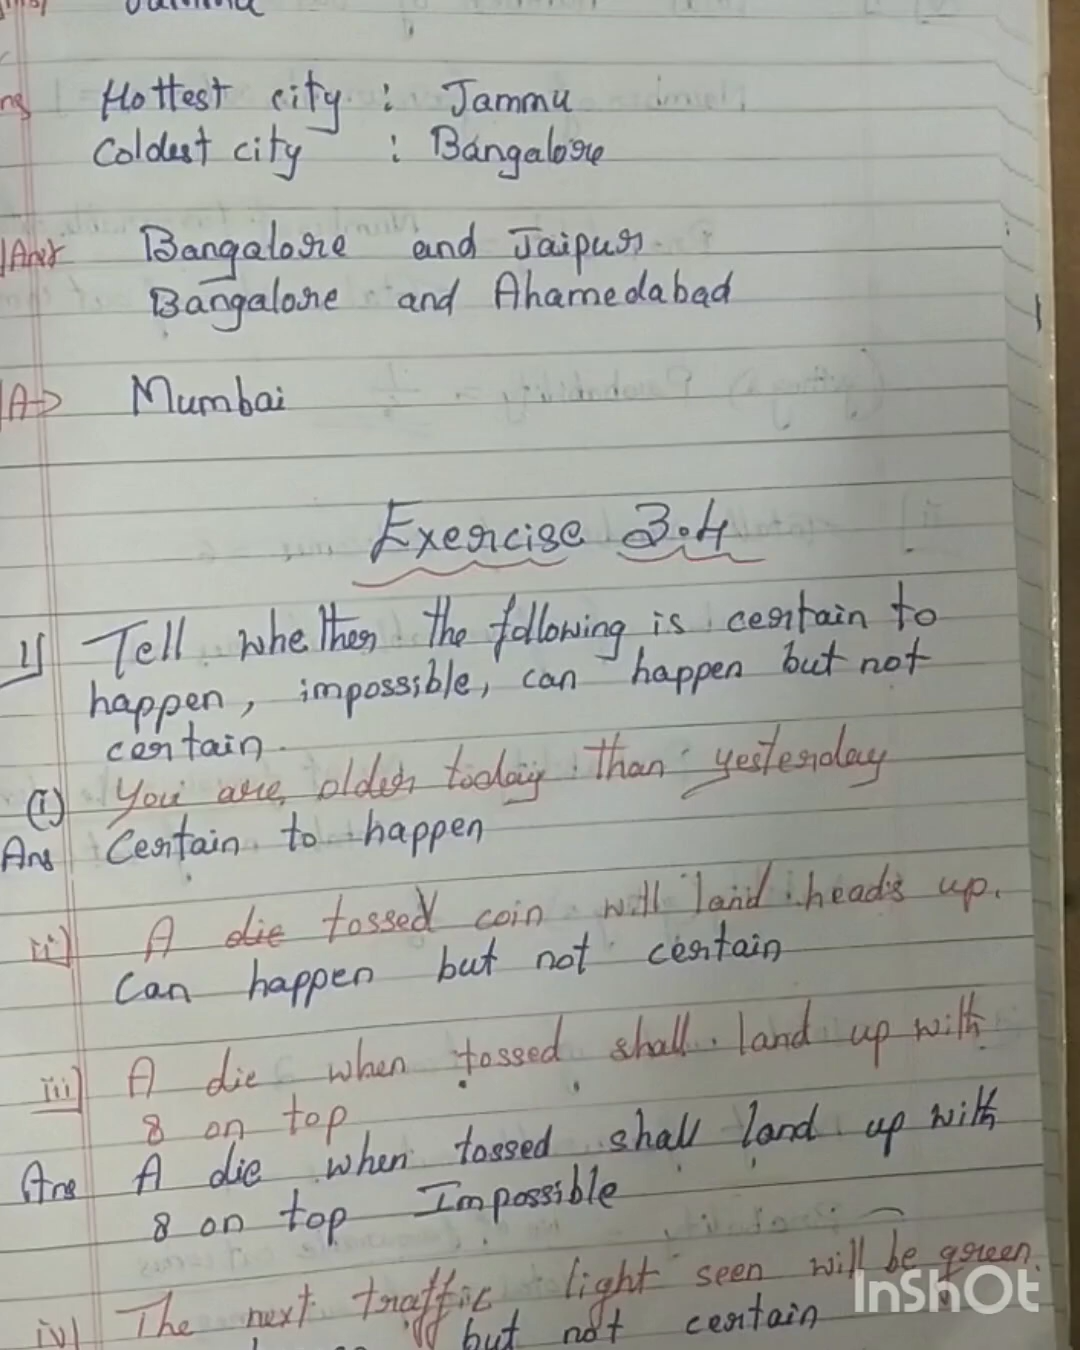 Jammu
Hottest city : Jammu
Coldest city : Bangalore
Ans Bangalore and Jaipur
Bangalore and Ahamedabad
A→ Mumbai
Exercise 3.4
1) Tell whether the following is certain to
happen, impossible, can happen but not
certain.
(i) You are older today than yesterday
Ans Certain to happen
ii) A die tossed coin will land heads up.
Can happen but not certain
iii) A die when tossed shall land up with
8 on top
Ans A die when tossed shall land up with
8 on top Impossible
iv) The next traffic light seen will be green.
but not certain
InShOt